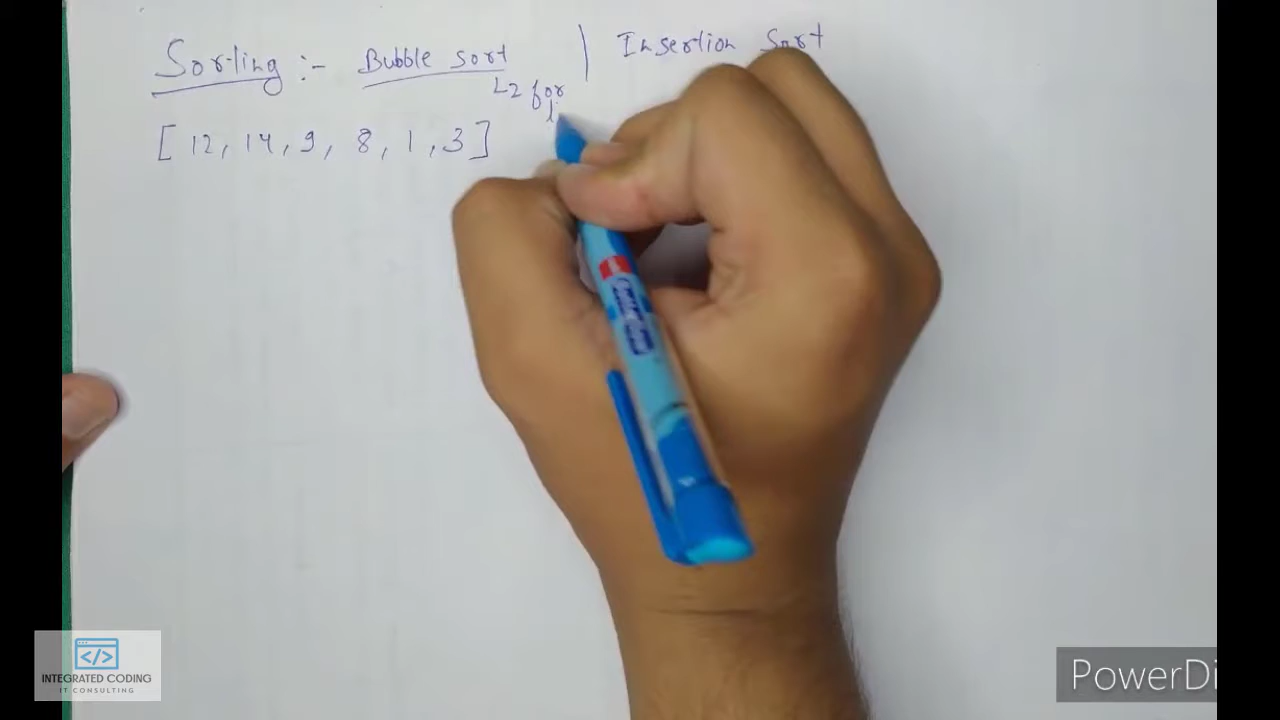 Sorting :- Bubble sort | Insertion Sort
L2 for
[ 12, 14, 9, 8, 1, 3 ]
INTEGRATED CODING
IT CONSULTING
PowerDi